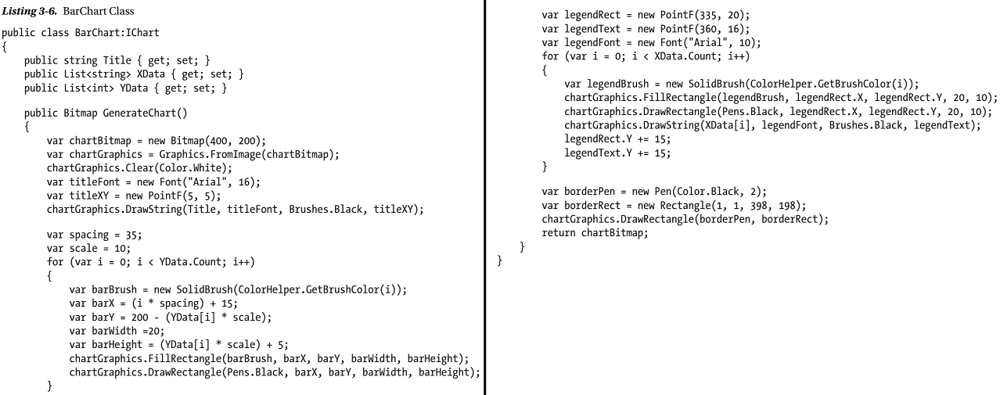 Listing 3-6. BarChart Class
public class BarChart:IChart
{
    public string Title { get; set; }
    public List<string> XData { get; set; }
    public List<int> YData { get; set; }

    public Bitmap GenerateChart()
    {
        var chartBitmap = new Bitmap(400, 200);
        var chartGraphics = Graphics.FromImage(chartBitmap);
        chartGraphics.Clear(Color.White);
        var titleFont = new Font("Arial", 16);
        var titleXY = new PointF(5, 5);
        chartGraphics.DrawString(Title, titleFont, Brushes.Black, titleXY);

        var spacing = 35;
        var scale = 10;
        for (var i = 0; i < YData.Count; i++)
        {
            var barBrush = new SolidBrush(ColorHelper.GetBrushColor(i));
            var barX = (i * spacing) + 15;
            var barY = 200 - (YData[i] * scale);
            var barWidth =20;
            var barHeight = (YData[i] * scale) + 5;
            chartGraphics.FillRectangle(barBrush, barX, barY, barWidth, barHeight);
            chartGraphics.DrawRectangle(Pens.Black, barX, barY, barWidth, barHeight);
        }
        var legendRect = new PointF(335, 20);
        var legendText = new PointF(360, 16);
        var legendFont = new Font("Arial", 10);
        for (var i = 0; i < XData.Count; i++)
        {
            var legendBrush = new SolidBrush(ColorHelper.GetBrushColor(i));
            chartGraphics.FillRectangle(legendBrush, legendRect.X, legendRect.Y, 20, 10);
            chartGraphics.DrawRectangle(Pens.Black, legendRect.X, legendRect.Y, 20, 10);
            chartGraphics.DrawString(XData[i], legendFont, Brushes.Black, legendText);
            legendRect.Y += 15;
            legendText.Y += 15;
        }

        var borderPen = new Pen(Color.Black, 2);
        var borderRect = new Rectangle(1, 1, 398, 198);
        chartGraphics.DrawRectangle(borderPen, borderRect);
        return chartBitmap;
    }
}